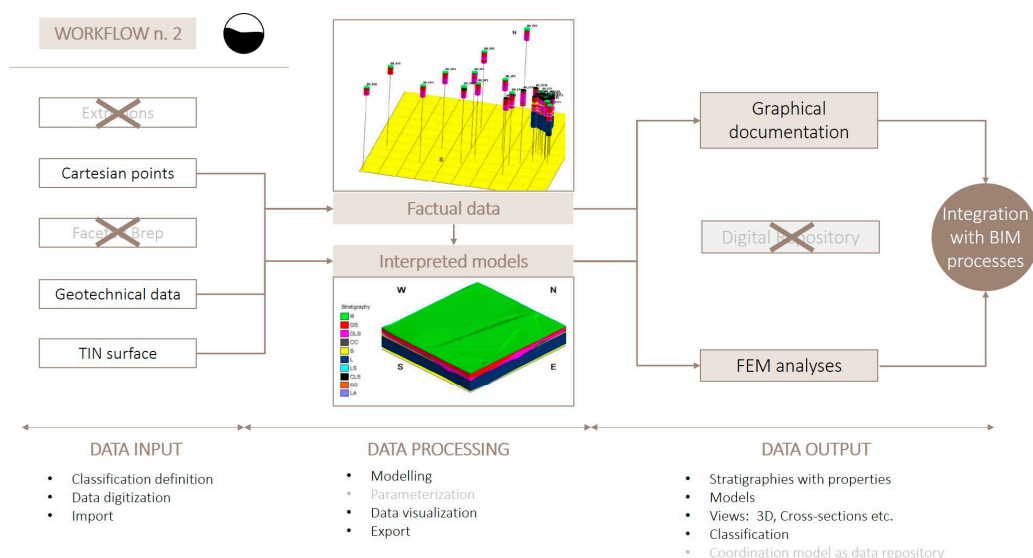 WORKFLOW n. 2
Extrusions
Cartesian points
Faceted Brep
Geotechnical data
TIN surface
N
S
Factual data
Interpreted models
W
N
S
E
Stratigraphy
R
GS
GLS
CC
S
L
LS
CLS
LA
Graphical
documentation
Digital Repository
FEM analyses
Integration
with BIM
processes
DATA INPUT
• Classification definition
• Data digitization
• Import
DATA PROCESSING
• Modelling
• Parameterization
• Data visualization
• Export
DATA OUTPUT
• Stratigraphies with properties
• Models
• Views: 3D, Cross-sections etc.
• Classification
• Coordination model as data repository